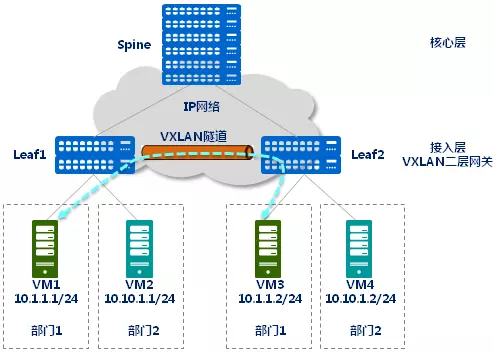 Spine
核心层
IP网络
VXLAN隧道
Leaf1
Leaf2
接入层
VXLAN二层网关
VM1
10.1.1.1/24
部门1
VM2
10.10.1.1/24
部门2
VM3
10.1.1.2/24
部门1
VM4
10.10.1.2/24
部门2